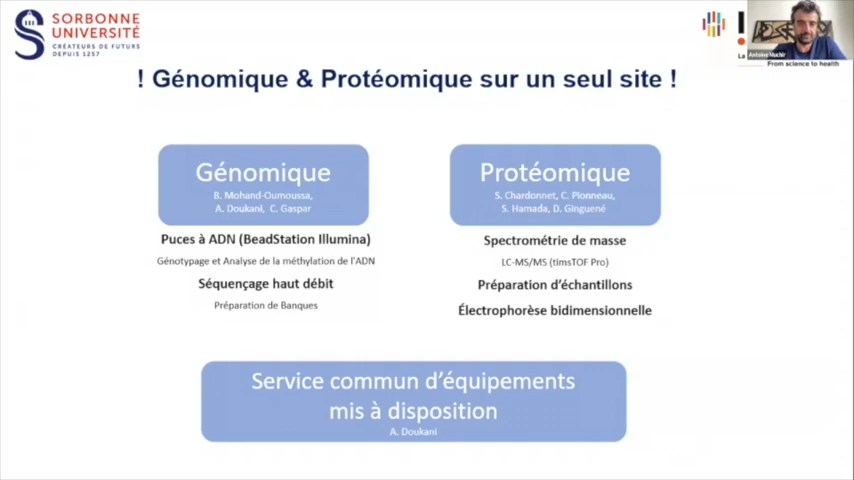 SORBONNE
UNIVERSITÉ
CRÉATEURS DE FUTURS
DEPUIS 1257
La
From science to health
! Génomique & Protéomique sur un seul site !
Génomique
B. Mohand-Oumoussa,
A. Doukani, C. Gaspar
Puces à ADN (BeadStation Illumina)
Génotypage et Analyse de la méthylation de l'ADN
Séquençage haut débit
Préparation de Banques
Protéomique
S. Chardonnet, C. Pionneau,
S. Hamada, D. Ginguené
Spectrométrie de masse
LC-MS/MS (timsTOF Pro)
Préparation d'échantillons
Électrophorèse bidimensionnelle
Service commun d'équipements
mis à disposition
A. Doukani